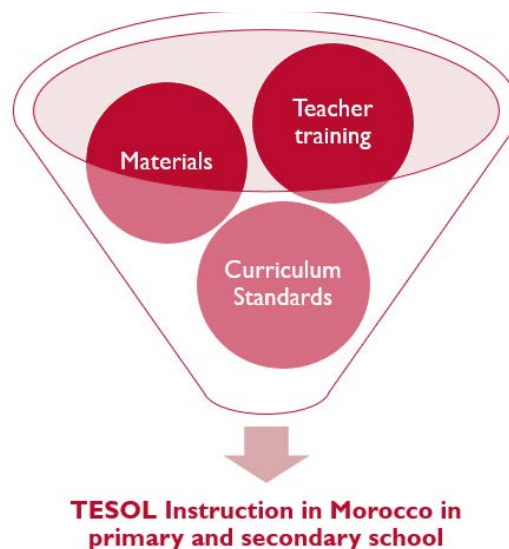 Teacher
training
Materials
Curriculum
Standards
TESOL Instruction in Morocco in
primary and secondary school